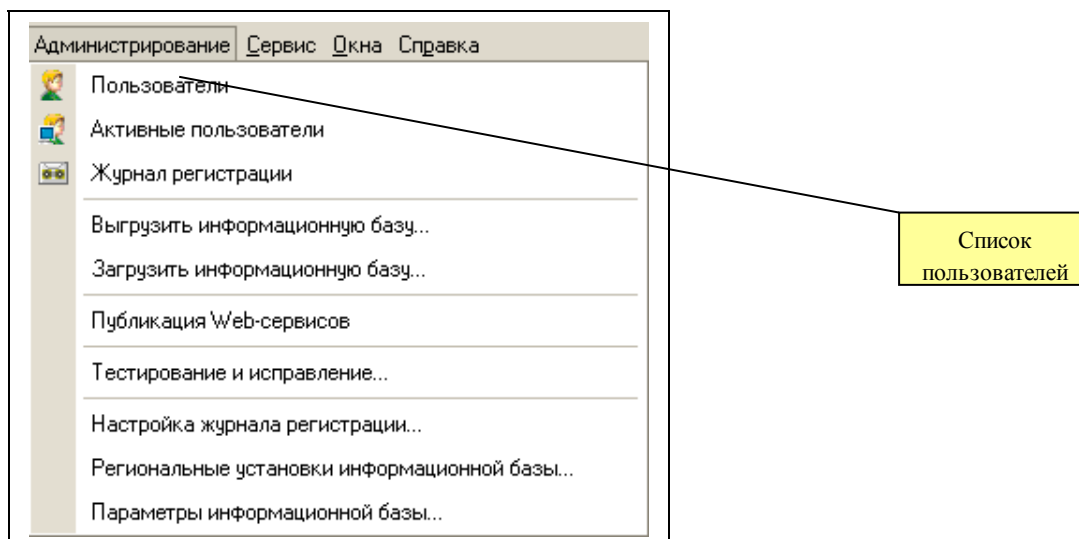 Администрирование Сервис Окна Справка
Пользователи
Активные пользователи
Журнал регистрации
Выгрузить информационную базу...
Загрузить информационную базу...
Публикация Web-сервисов
Тестирование и исправление...
Настройка журнала регистрации...
Региональные установки информационной базы...
Параметры информационной базы...
Список
пользователей